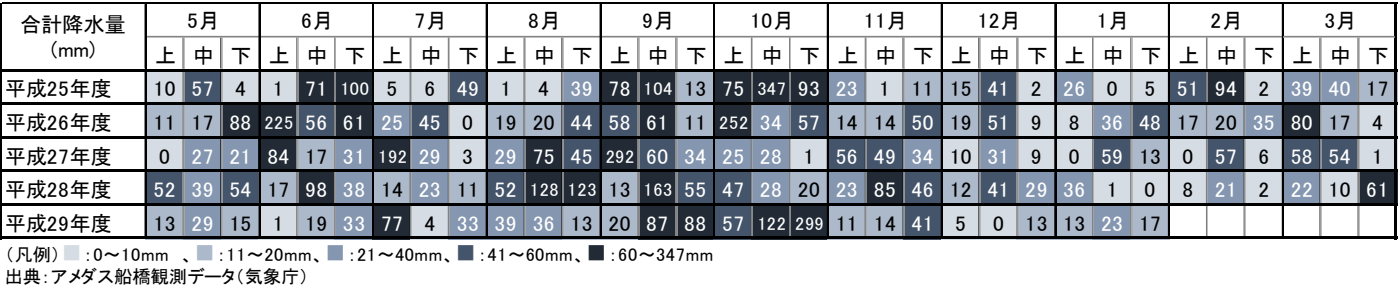 合計降水量 5月 6月 7月 8月 9月 10月 11月 12月 1月 2月 3月
(mm) 上 中 下 上 中 下 上 中 下 上 中 下 上 中 下 上 中 下 上 中 下 上 中 下 上 中 下 上 中 下 上 中 下
平成25年度 10 57 4 1 71 100 5 6 49 1 4 39 78 104 13 75 347 93 23 1 11 15 41 2 26 0 5 51 94 2 39 40 17
平成26年度 11 17 88 225 56 61 25 45 0 19 20 44 58 61 11 252 34 57 14 14 50 19 51 9 8 36 48 17 20 35 80 17 4
平成27年度 0 27 21 84 17 31 192 29 3 29 75 45 292 60 34 25 28 1 56 49 34 10 31 9 0 59 13 0 57 6 58 54 1
平成28年度 52 39 54 17 98 38 14 23 11 52 128 123 13 163 55 47 28 20 23 85 46 12 41 29 36 1 0 8 21 2 22 10 61
平成29年度 13 29 15 1 19 33 77 4 33 39 36 13 20 87 88 57 122 299 11 14 41 5 0 13 13 23 17
(凡例) :0～10mm 、 :11～20mm、 :21～40mm、 :41～60mm、 :60～347mm
出典:アメダス船橋観測データ(気象庁)